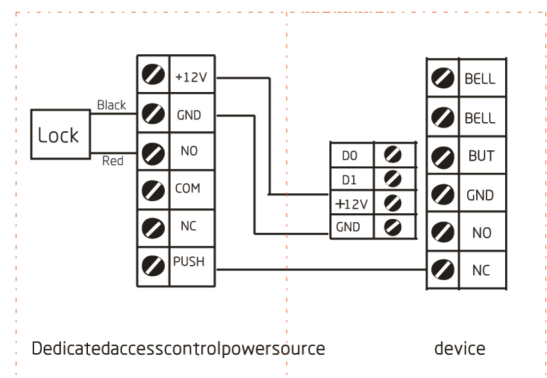 Lock
Black
Red
+12V
GND
NO
COM
NC
PUSH
D0
D1
+12V
GND
BELL
BELL
BUT
GND
NO
NC
Dedicatedaccesscontrolpowersource
device